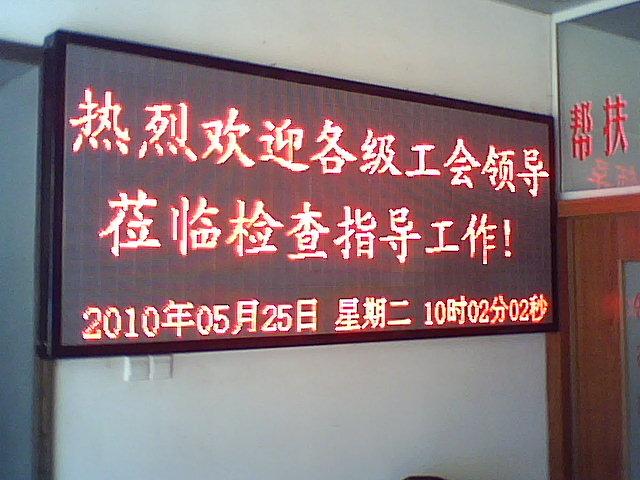 热烈欢迎各级工会领导
莅临检查指导工作!
2010年05月25日 星期二 10时02分02秒
帮扶